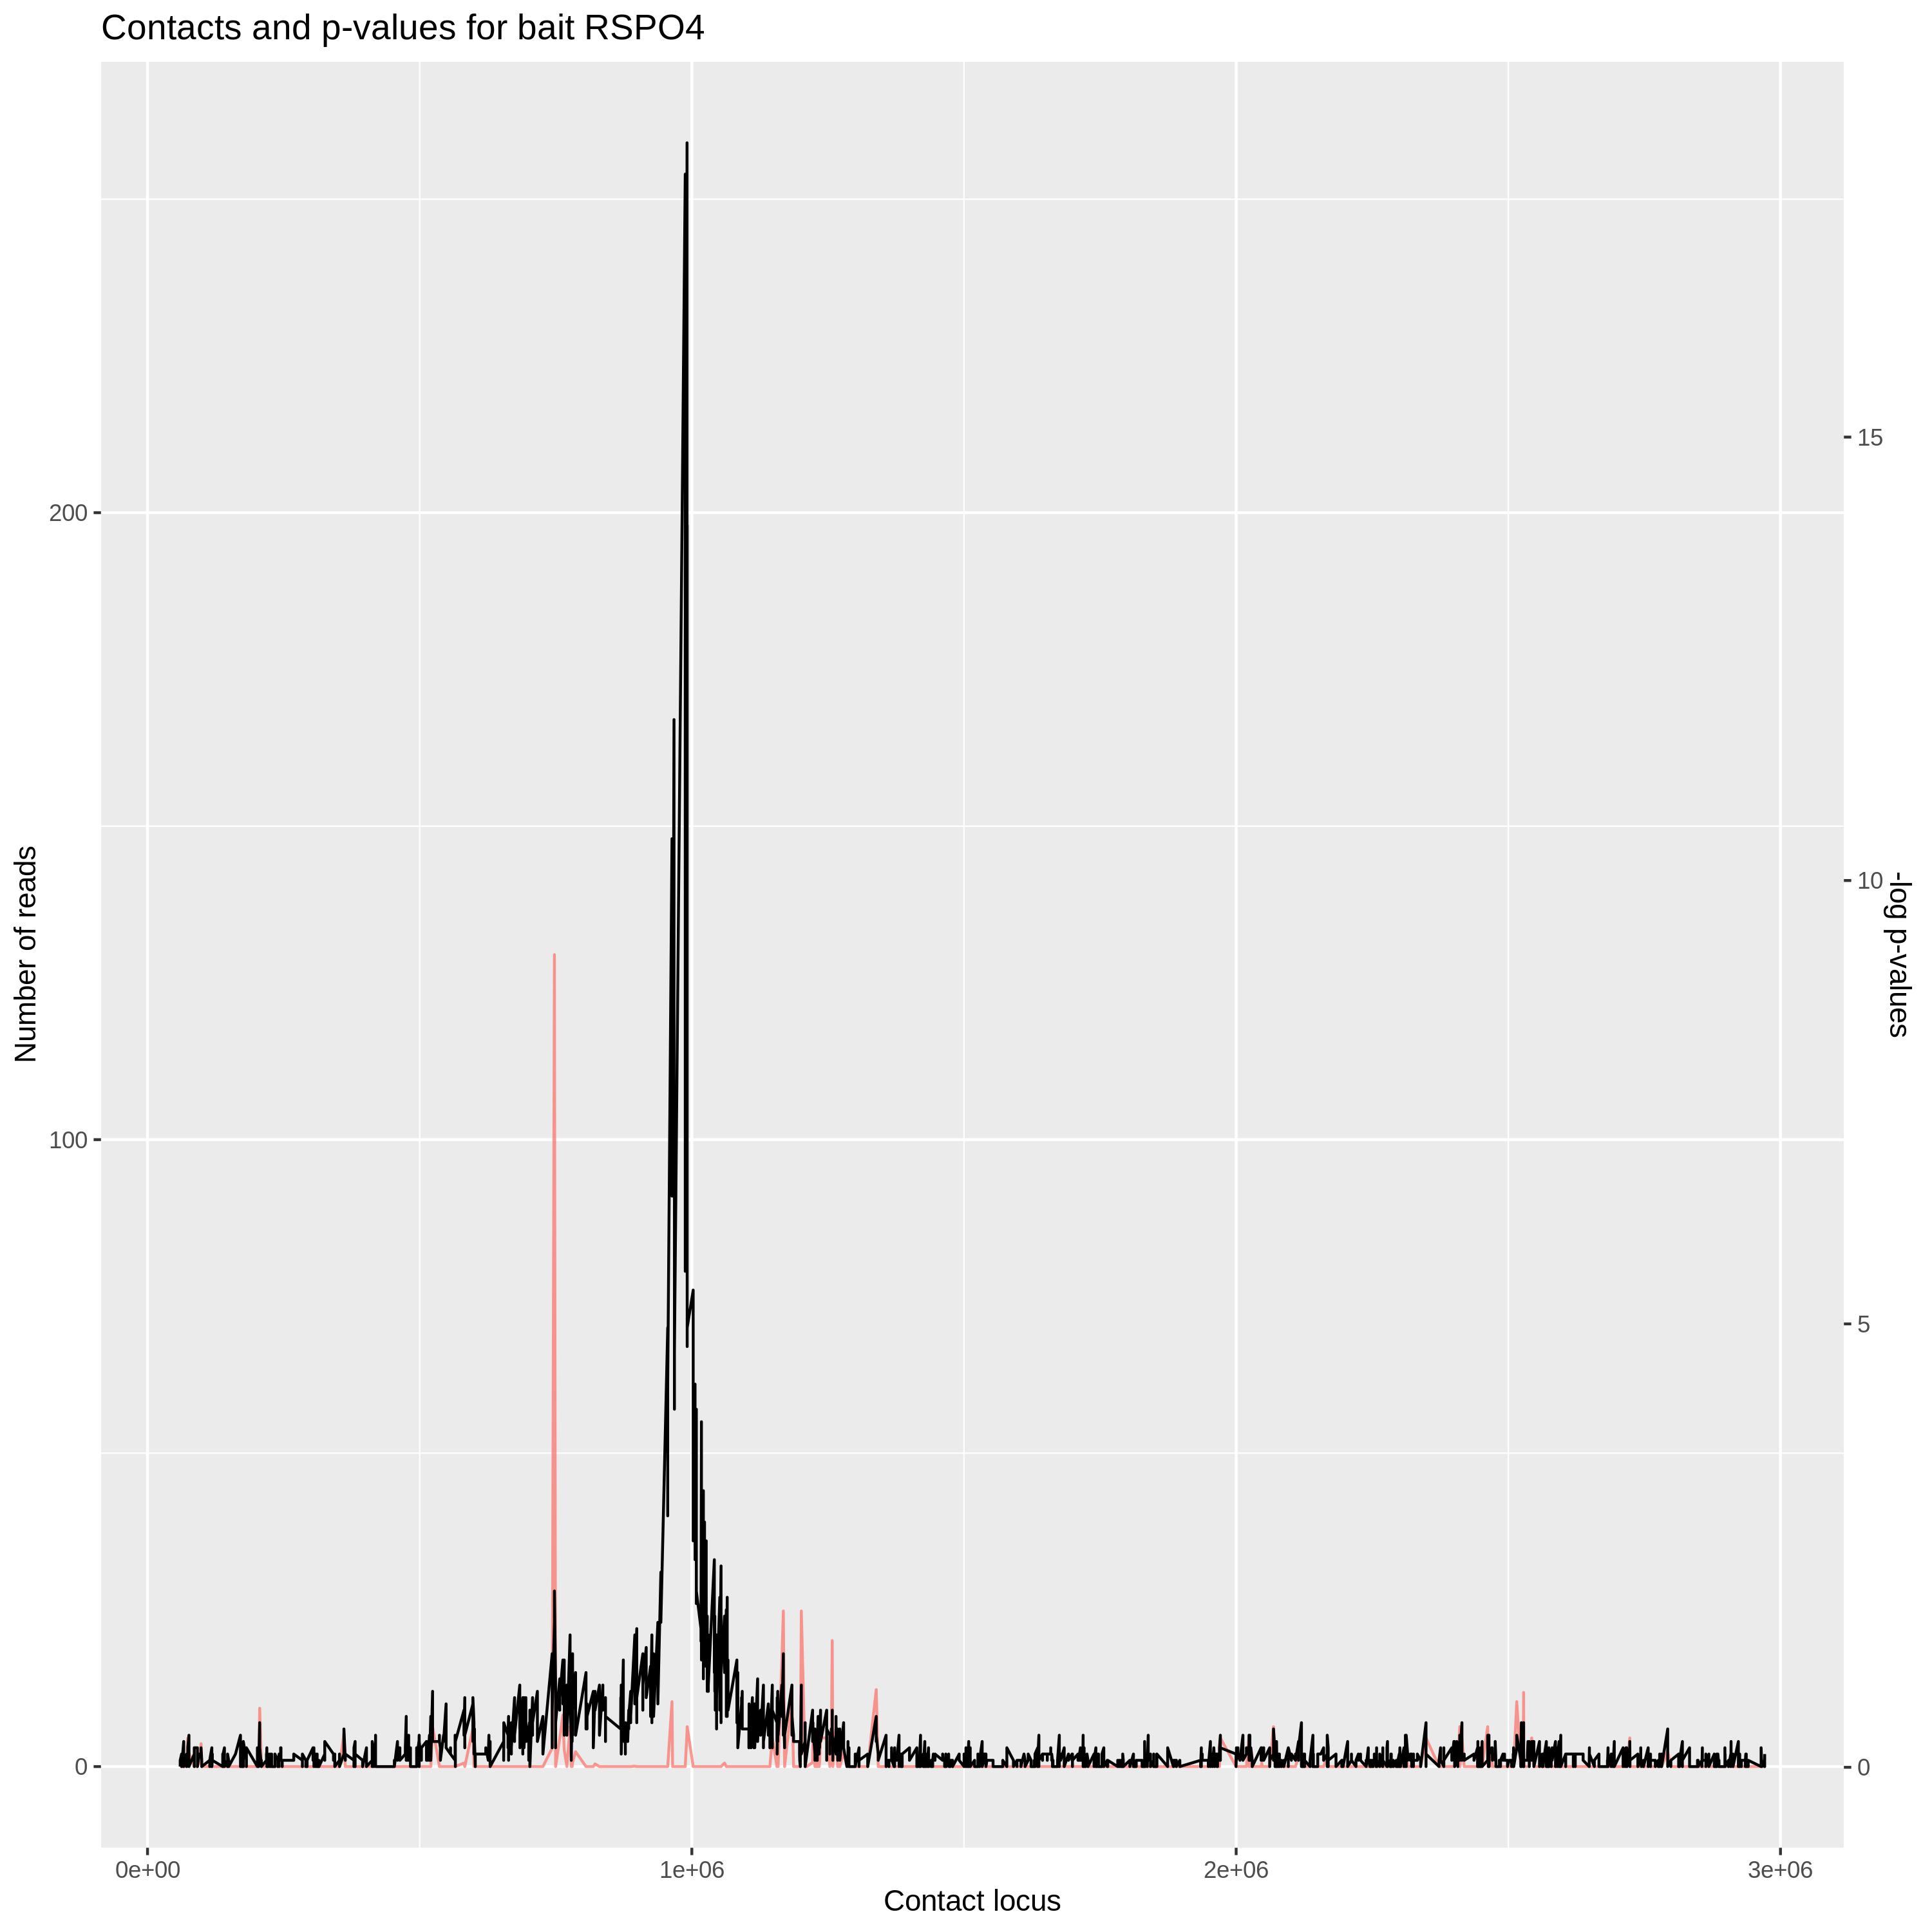 Contacts and p-values for bait RSPO4
Number of reads
200
100
0
15
10
5
0
-log p-values
0e+00 1e+06 2e+06 3e+06
Contact locus